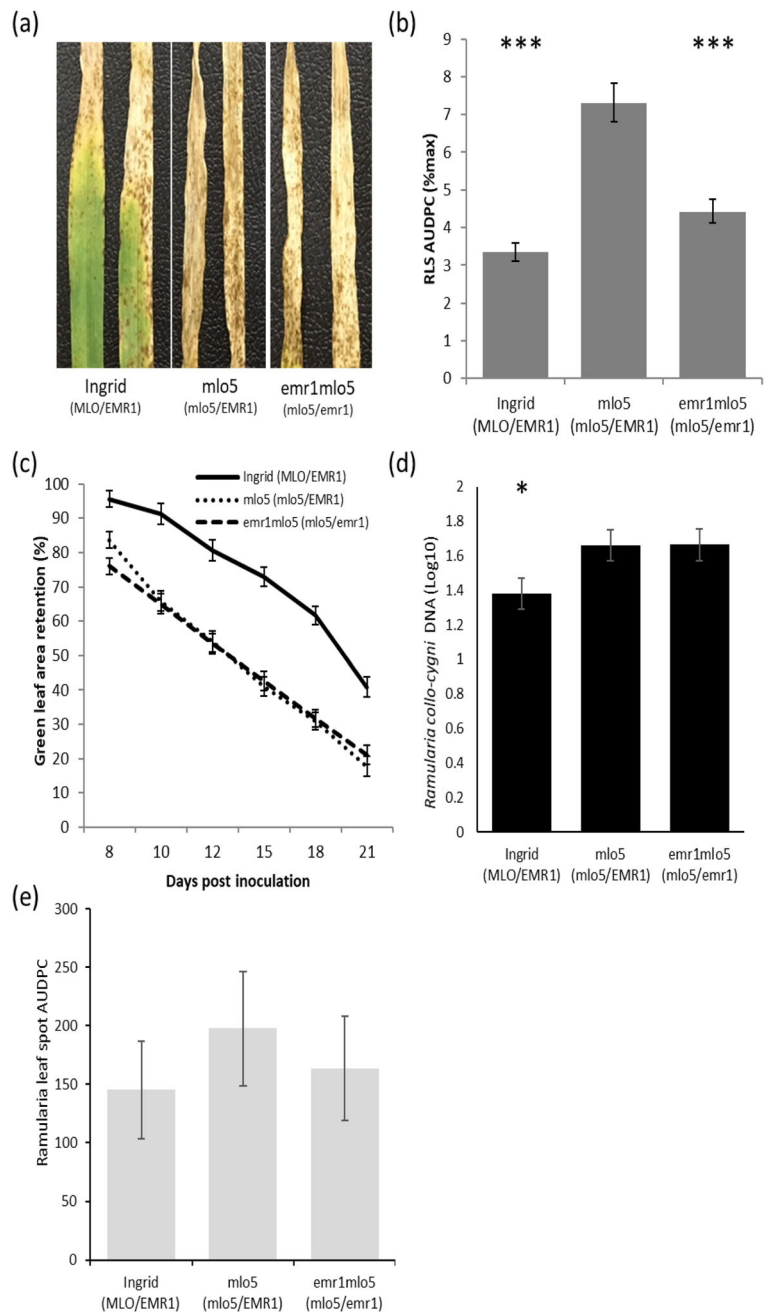 (a)
Ingrid
(MLO/EMR1)
mlo5
(mlo5/EMR1)
emr1mlo5
(mlo5/emr1)
(b)
*** ***
RLS AUDPC (%max)
9
8
7
6
5
4
3
2
1
0
Ingrid
(MLO/EMR1)
mlo5
(mlo5/EMR1)
emr1mlo5
(mlo5/emr1)
(c)
Green leaf area retention (%)
100
90
80
70
60
50
40
30
20
10
0
Ingrid (MLO/EMR1)
mlo5 (mlo5/EMR1)
emr1mlo5 (mlo5/emr1)
8 10 12 15 18 21
Days post inoculation
(d)
*
Ramularia collo-cygni DNA (Log10)
2
1.8
1.6
1.4
1.2
1
0.8
0.6
0.4
0.2
0
Ingrid
(MLO/EMR1)
mlo5
(mlo5/EMR1)
emr1mlo5
(mlo5/emr1)
(e)
Ramularia leaf spot AUDPC
300
250
200
150
100
50
0
Ingrid
(MLO/EMR1)
mlo5
(mlo5/EMR1)
emr1mlo5
(mlo5/emr1)